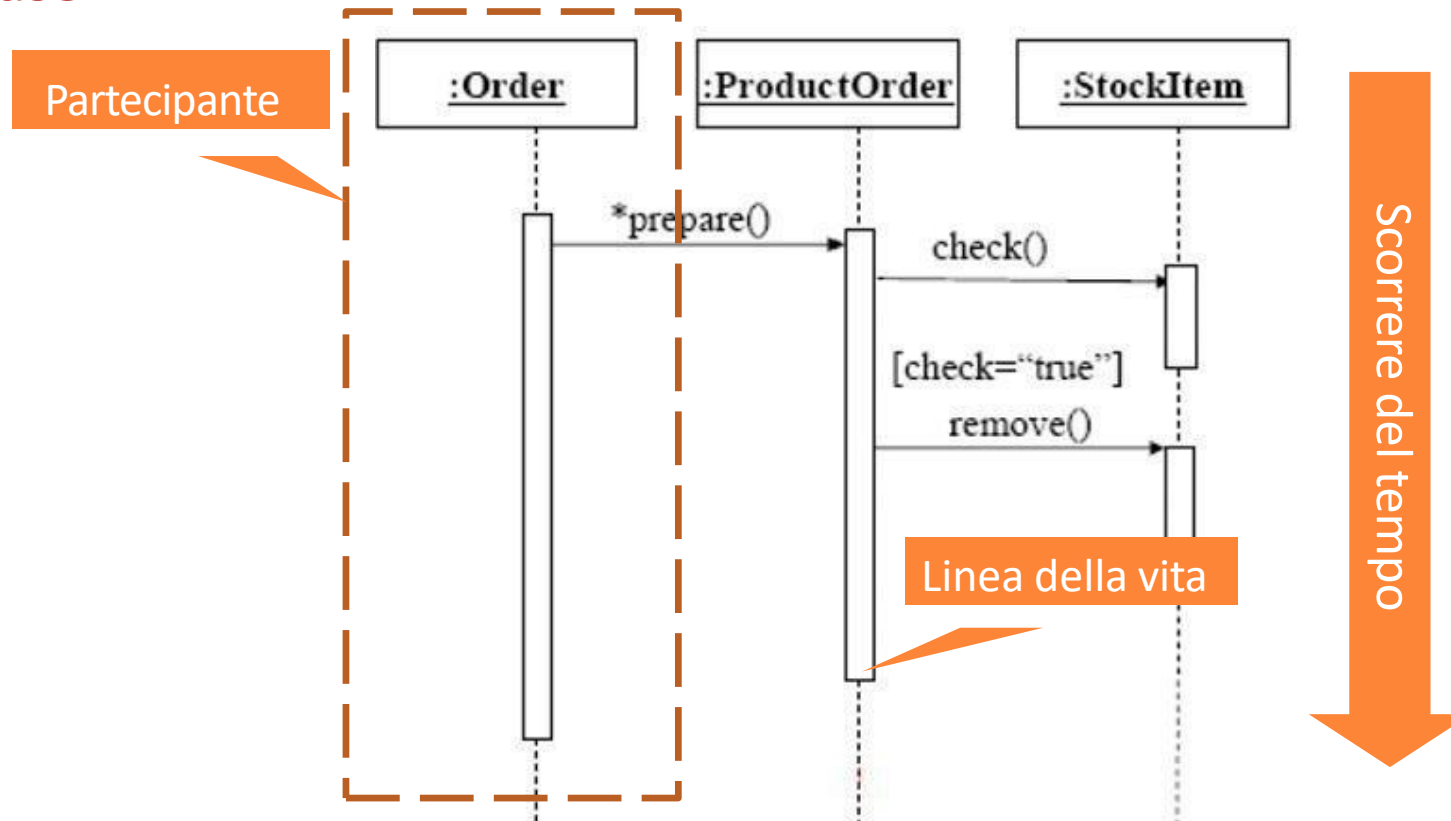 Partecipante
:Order
:ProductOrder
:StockItem
*prepare()
check()
[check=“true”]
remove()
Linea della vita
Scorrere del tempo